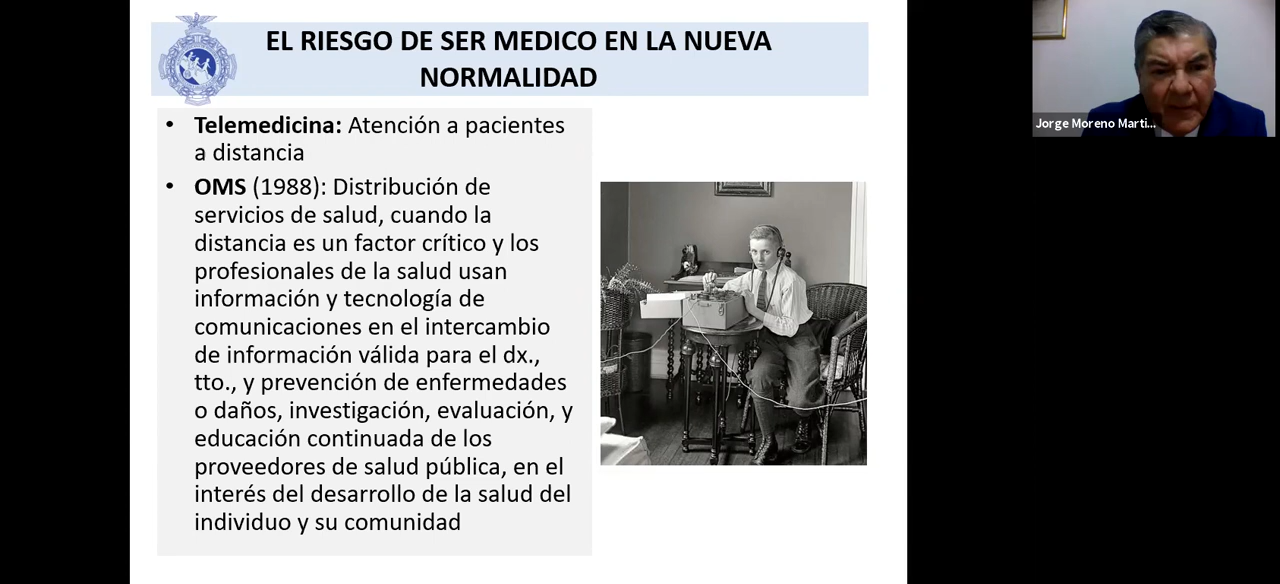 EL RIESGO DE SER MEDICO EN LA NUEVA
NORMALIDAD
• Telemedicina: Atención a pacientes
a distancia
• OMS (1988): Distribución de
servicios de salud, cuando la
distancia es un factor crítico y los
profesionales de la salud usan
información y tecnología de
comunicaciones en el intercambio
de información válida para el dx.,
tto., y prevención de enfermedades
o daños, investigación, evaluación, y
educación continuada de los
proveedores de salud pública, en el
interés del desarrollo de la salud del
individuo y su comunidad
Jorge Moreno Marti...